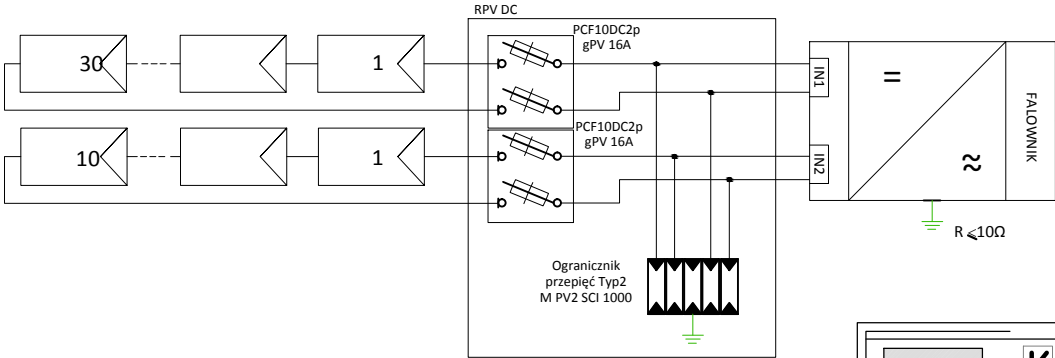 RPV DC
PCF10DC2p
gPV 16A
30
1
IN1
=
FALOWNIK
PCF10DC2p
gPV 16A
10
1
IN2
≈
R ⩽10Ω
Ogranicznik
przepięć Typ2
M PV2 SCI 1000